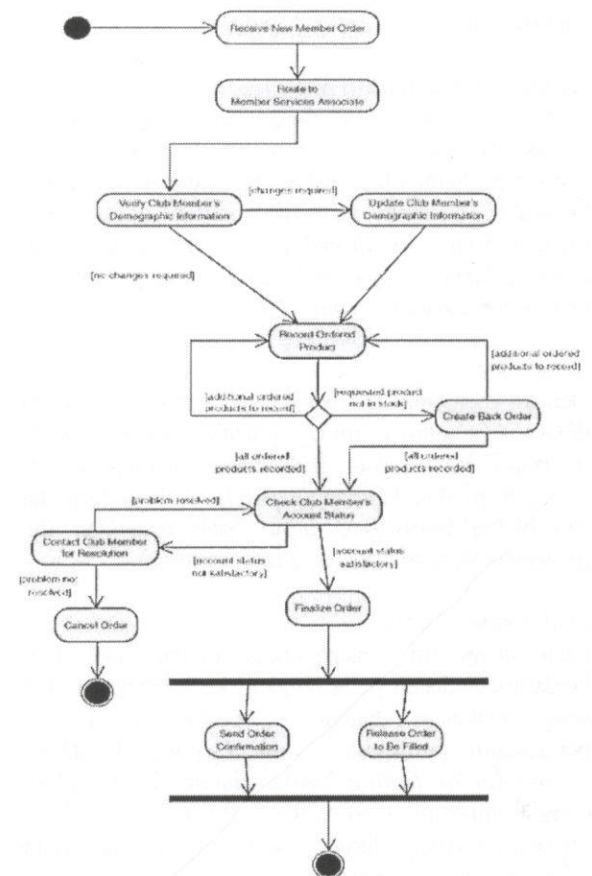 Receive New Member Order
Route to
Member Services Associate
Verify Club Member's
Demographic Information
[changes required]
Update Club Member's
Demographic Information
[no changes required]
Record Ordered
Product
[additional ordered
products to record]
[requested product
not in stock]
[additional ordered
products to record]
Create Back Order
[all ordered
products recorded]
[all ordered
products recorded]
[problem resolved]
Check Club Member's
Account Status
Contact Club Member
for Resolution
[account status
not satisfactory]
[account status
satisfactory]
[problem not
resolved]
Finalize Order
Cancel Order
Send Order
Confirmation
Release Order
to Be Filled